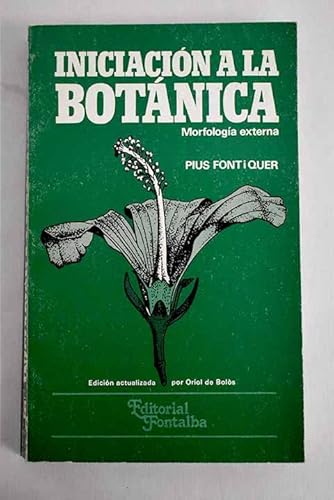 INICIACIÓN A LA
BOTÁNICA
Morfología externa
PIUS FONT i QUER
Edición actualizada por Oriol de Bolòs
Editorial
Fontalba